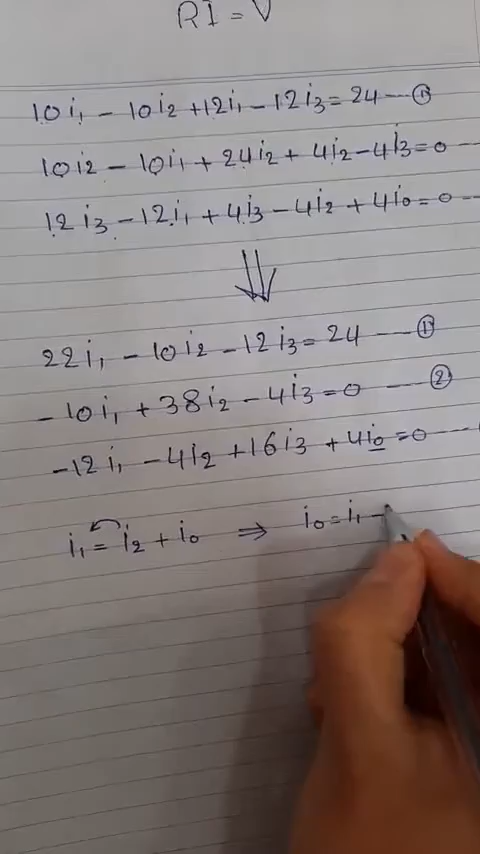 RI = V
10i₁ - 10i₂ + 12i₁ - 12i₃ = 24 — ①
10i₂ - 10i₁ + 24i₂ + 4i₂ - 4i₃ = 0 —
12i₃ - 12i₁ + 4i₃ - 4i₂ + 4i₀ = 0 —
⇓
22i₁ - 10i₂ - 12i₃ = 24 — ①
-10i₁ + 38i₂ - 4i₃ = 0 — ②
-12i₁ - 4i₂ + 16i₃ + 4i₀ = 0 —
i₁ = i₂ + i₀ ⇒ i₀ = i₁ -